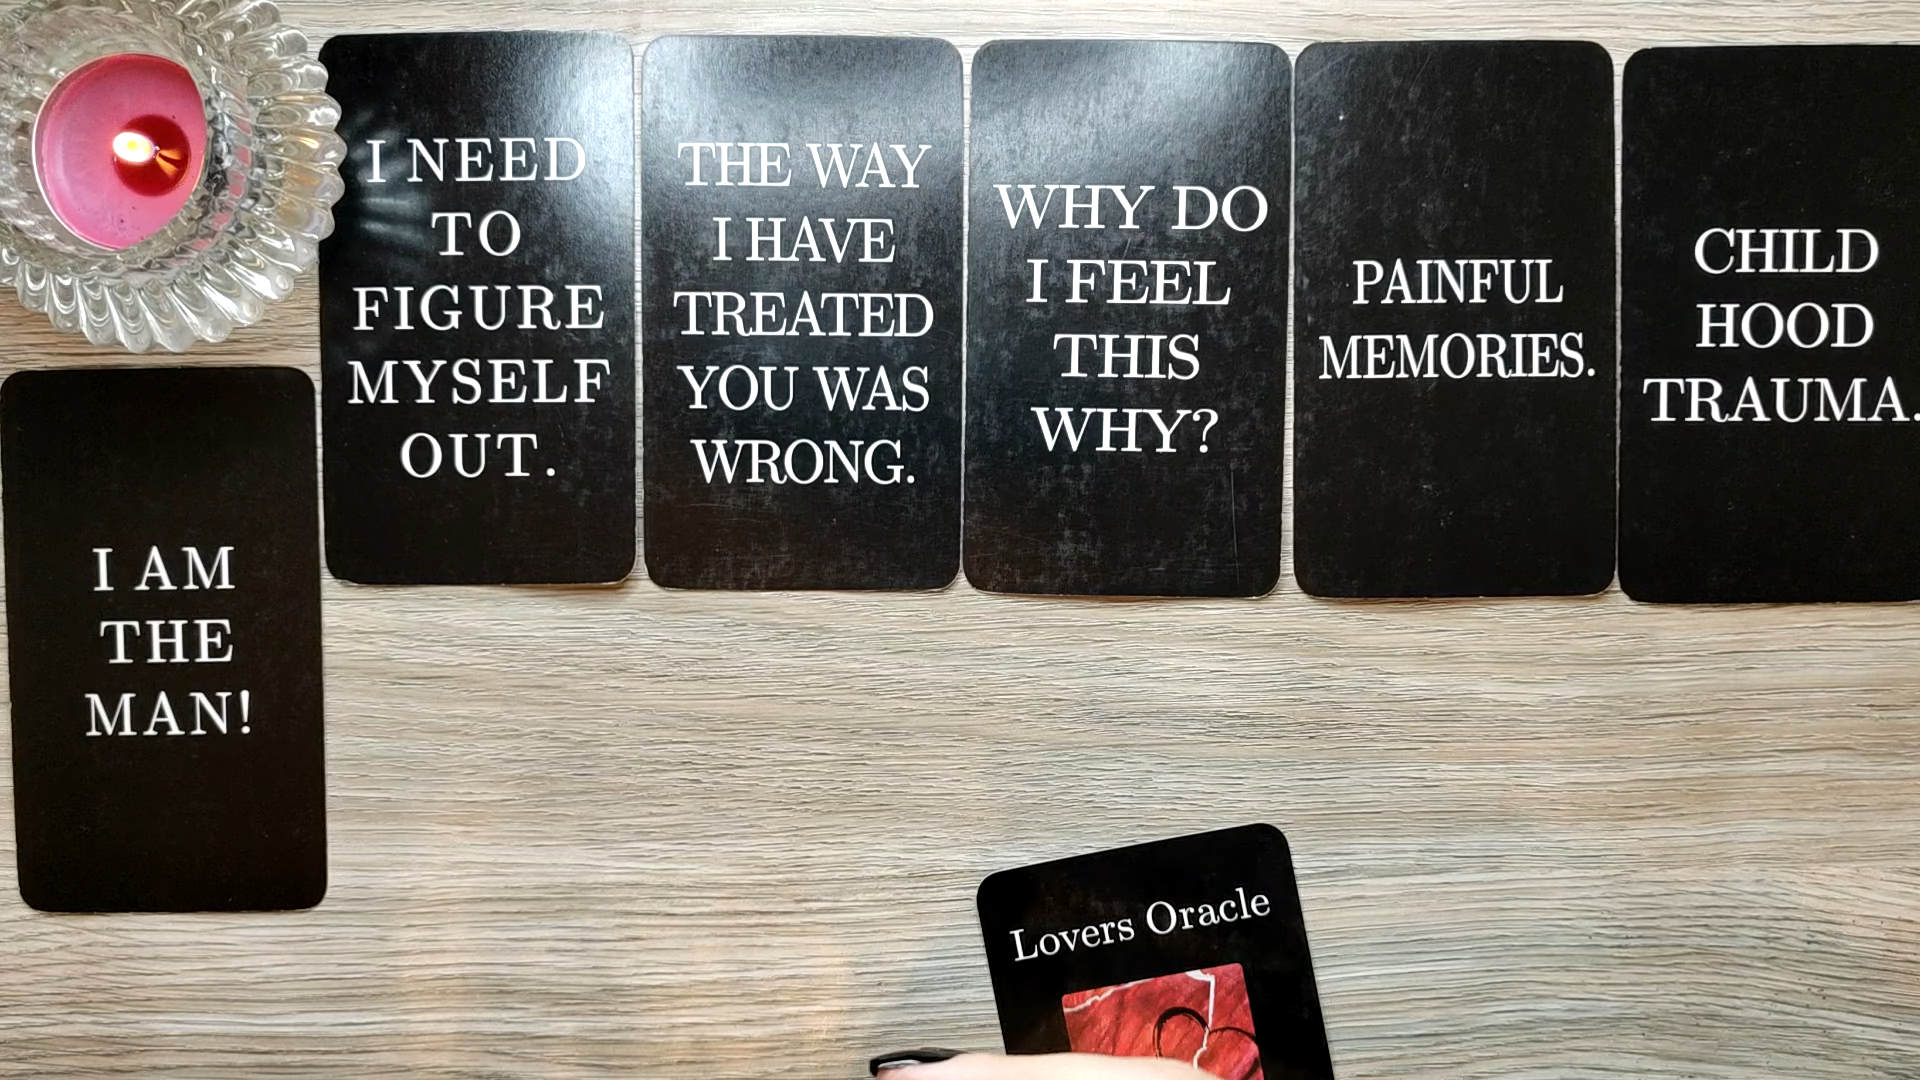 I NEED
TO
FIGURE
MYSELF
OUT.
THE WAY
I HAVE
TREATED
YOU WAS
WRONG.
WHY DO
I FEEL
THIS
WHY?
PAINFUL
MEMORIES.
CHILD
HOOD
TRAUMA.
I AM
THE
MAN!
Lovers Oracle